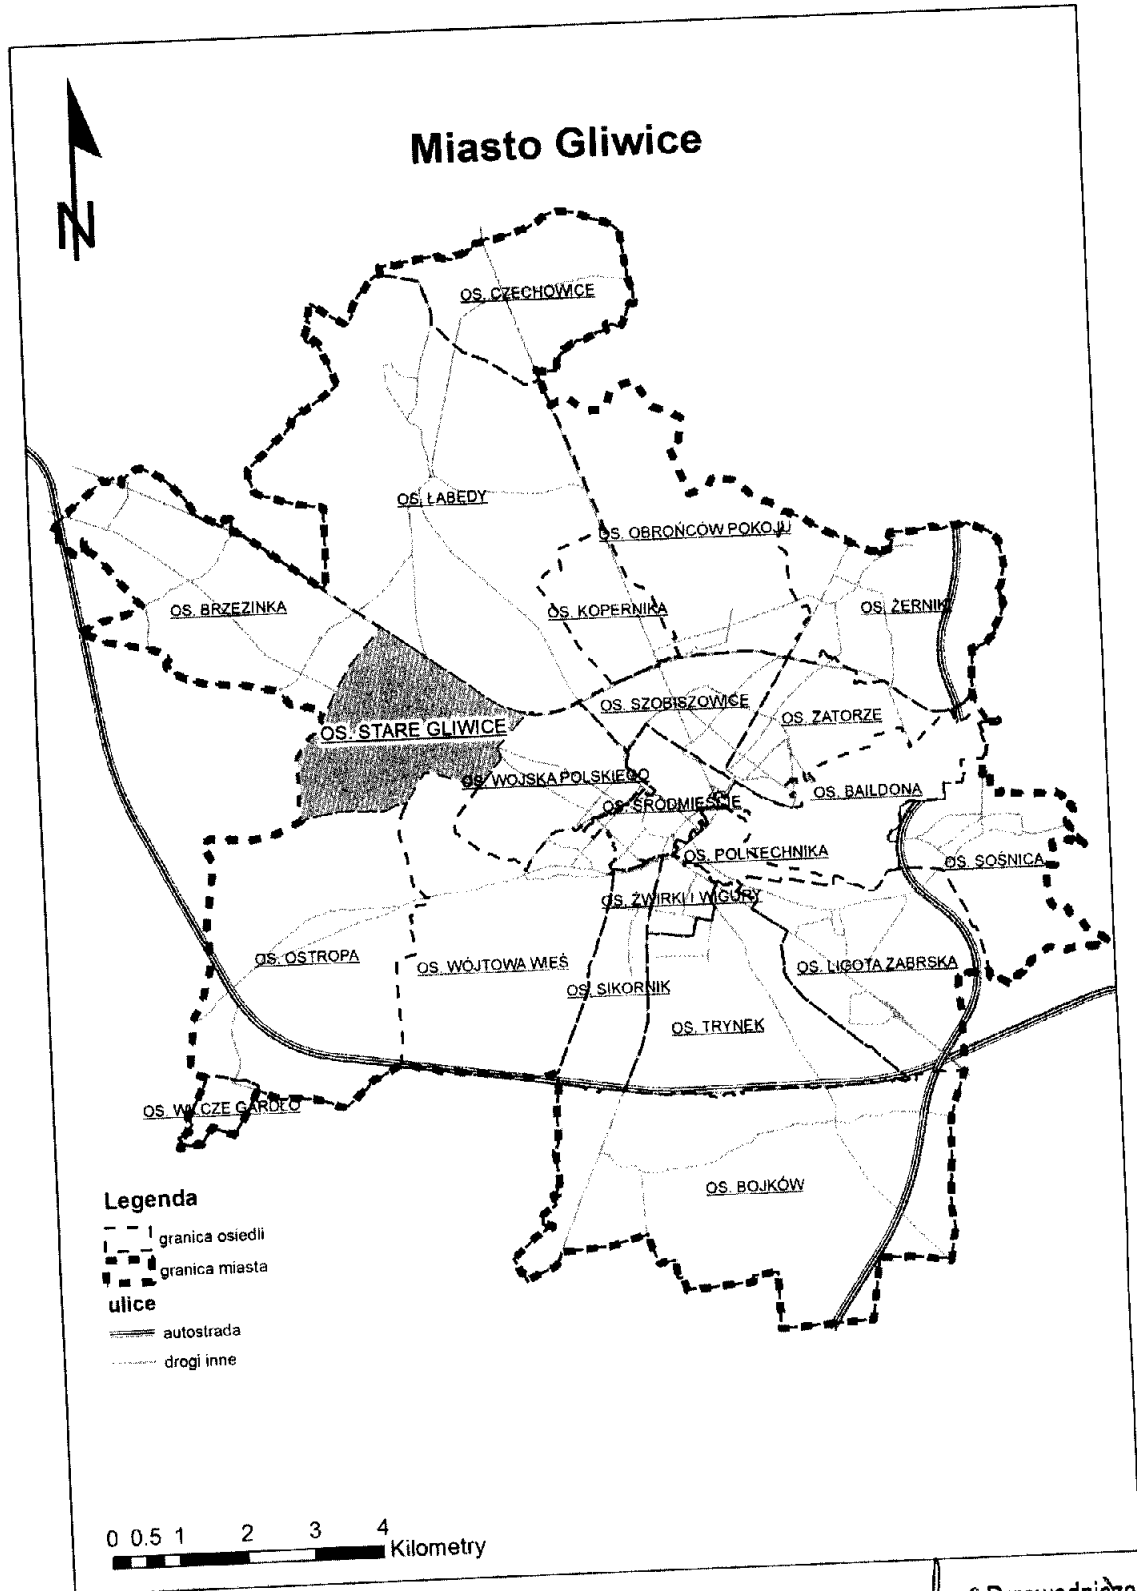 Miasto Gliwice
N
OS. CZECHOWICE
OS. ŁABĘDY
OS. OBROŃCÓW POKOJU
OS. BRZEZINKA
OS. KOPERNIKA
OS. ŻERNIKI
OS. SZOBISZOWICE
OS. ZATORZE
OS. STARE GLIWICE
OS. WOJSKA POLSKIEGO
OS. BAILDONA
OS. ŚRÓDMIEŚCIE
OS. POLITECHNIKA
OS. SOŚNICA
OS. ŻWIRKI I WIGURY
OS. OSTROPA
OS. WÓJTOWA WIEŚ
OS. LIGOTA ZABRSKA
OS. SIKORNIK
OS. TRYNEK
OS. WILCZE GARDŁO
OS. BOJKÓW
Legenda
granica osiedli
granica miasta
ulice
autostrada
drogi inne
0 0.5 1 2 3 4
Kilometry